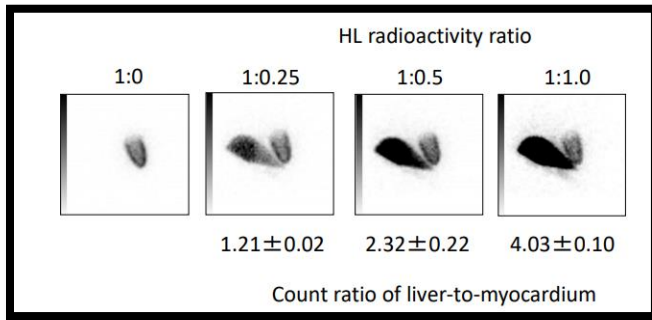 HL radioactivity ratio
1:0 1:0.25 1:0.5 1:1.0
1.21±0.02 2.32±0.22 4.03±0.10
Count ratio of liver-to-myocardium